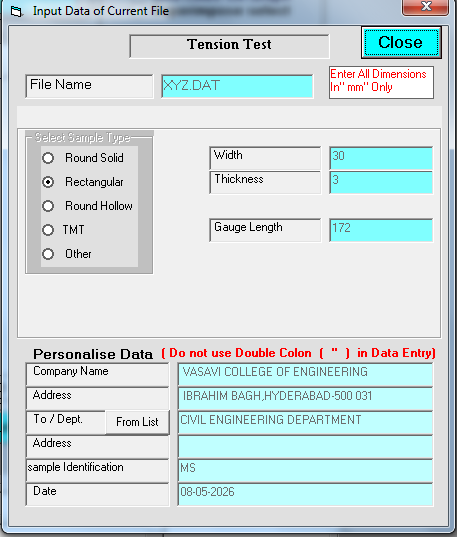 Input Data of Current File
Tension Test
Close
File Name
XYZ.DAT
Enter All Dimensions
In" mm" Only
Select Sample Type
Round Solid
Rectangular
Round Hollow
TMT
Other
Width
30
Thickness
3
Gauge Length
172
Personalise Data
( Do not use Double Colon ( " ) in Data Entry)
Company Name
VASAVI COLLEGE OF ENGINEERING
Address
IBRAHIM BAGH,HYDERABAD-500 031
To / Dept.
From List
CIVIL ENGINEERING DEPARTMENT
Address
sample Identification
MS
Date
08-05-2026